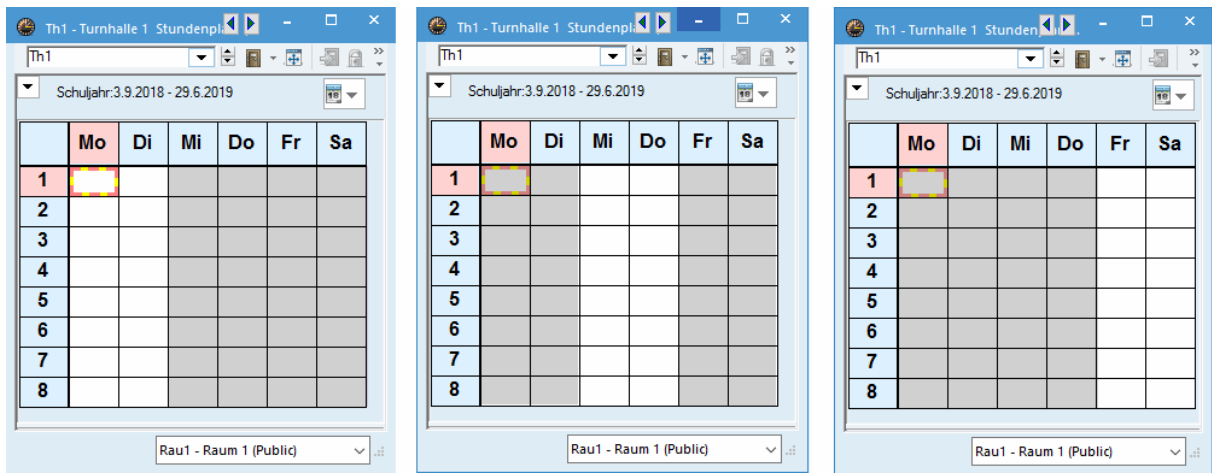 Th1 - Turnhalle 1 Stundenpl
Th1
Schuljahr:3.9.2018 - 29.6.2019
18
Mo Di Mi Do Fr Sa
1
2
3
4
5
6
7
8
Rau1 - Raum 1 (Public)
Th1 - Turnhalle 1 Stundenpl
Th1
Schuljahr:3.9.2018 - 29.6.2019
18
Mo Di Mi Do Fr Sa
1
2
3
4
5
6
7
8
Rau1 - Raum 1 (Public)
Th1 - Turnhalle 1 Stunden
Th1
Schuljahr:3.9.2018 - 29.6.2019
18
Mo Di Mi Do Fr Sa
1
2
3
4
5
6
7
8
Rau1 - Raum 1 (Public)